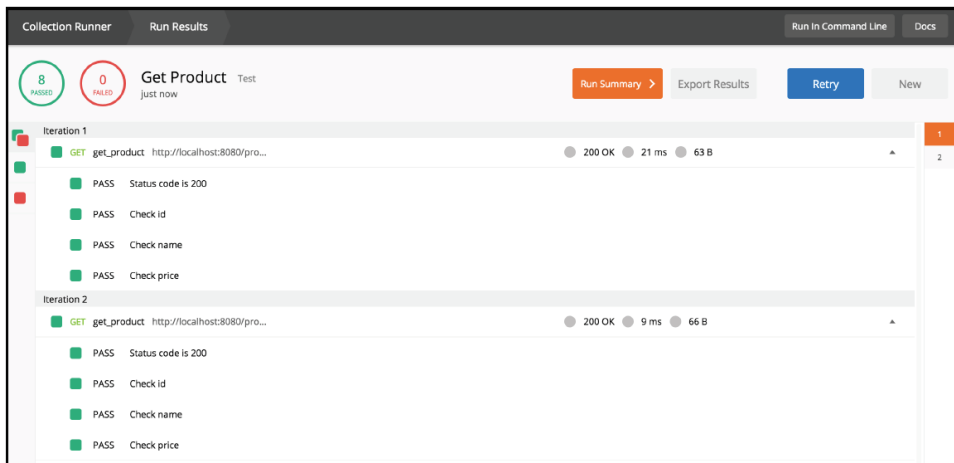 Collection Runner Run Results Run In Command Line Docs
8 PASSED 0 FAILED Get Product Test
just now
Run Summary Export Results Retry New
Iteration 1
1
GET get_product http://localhost:8080/pro... 200 OK 21 ms 63 B
2
PASS Status code is 200
PASS Check id
PASS Check name
PASS Check price
Iteration 2
GET get_product http://localhost:8080/pro... 200 OK 9 ms 66 B
PASS Status code is 200
PASS Check id
PASS Check name
PASS Check price